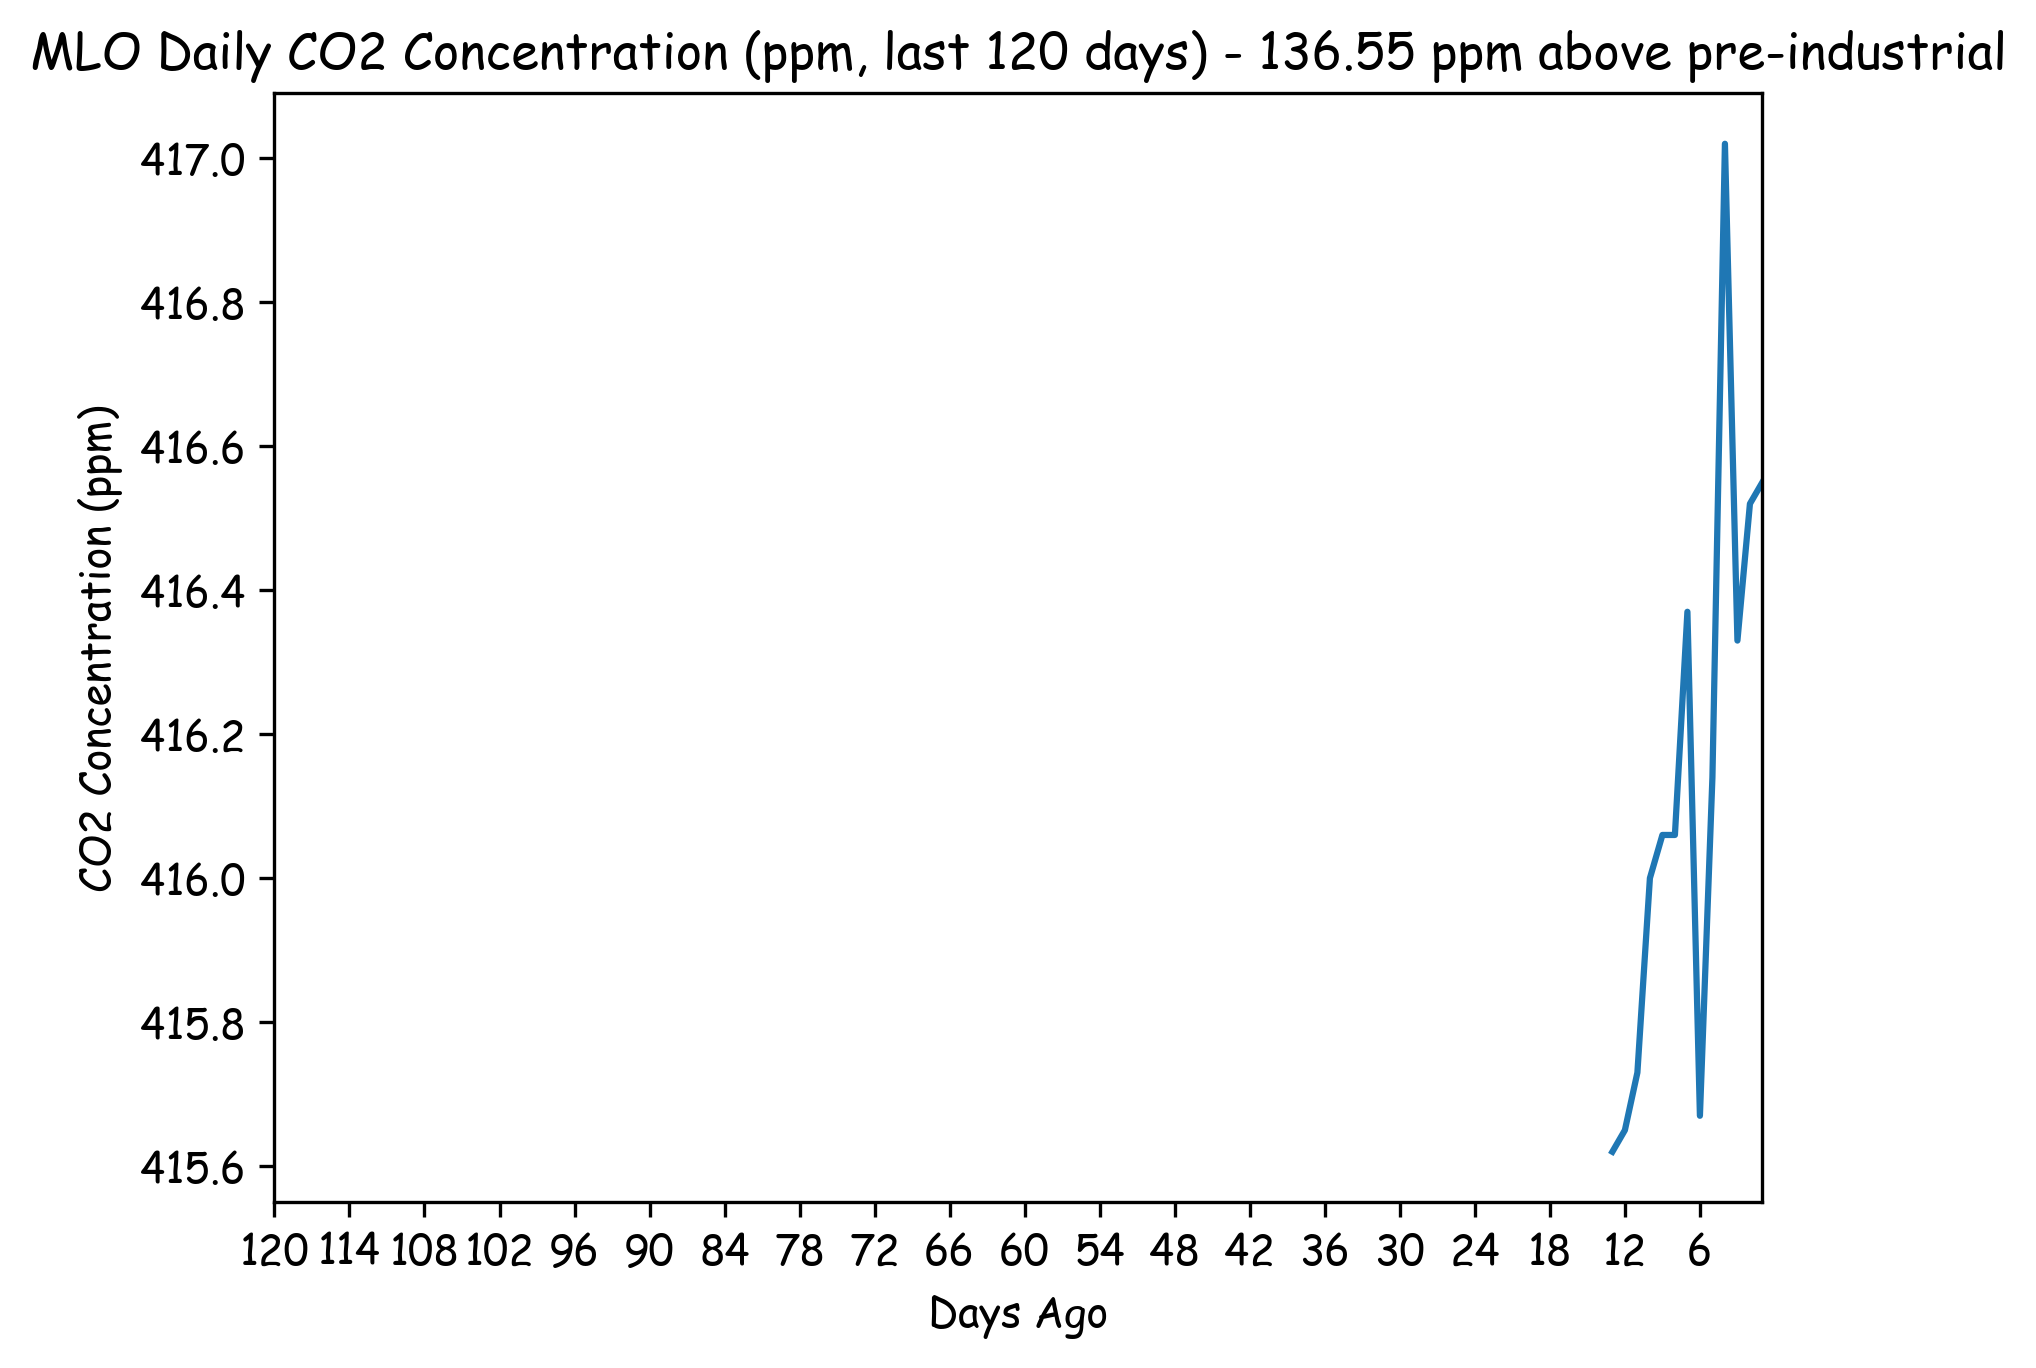 MLO Daily CO2 Concentration (ppm, last 120 days) - 136.55 ppm above pre-industrial
417.0
416.8
416.6
416.4
416.2
416.0
415.8
415.6
CO2 Concentration (ppm)
120 114 108 102 96 90 84 78 72 66 60 54 48 42 36 30 24 18 12 6
Days Ago